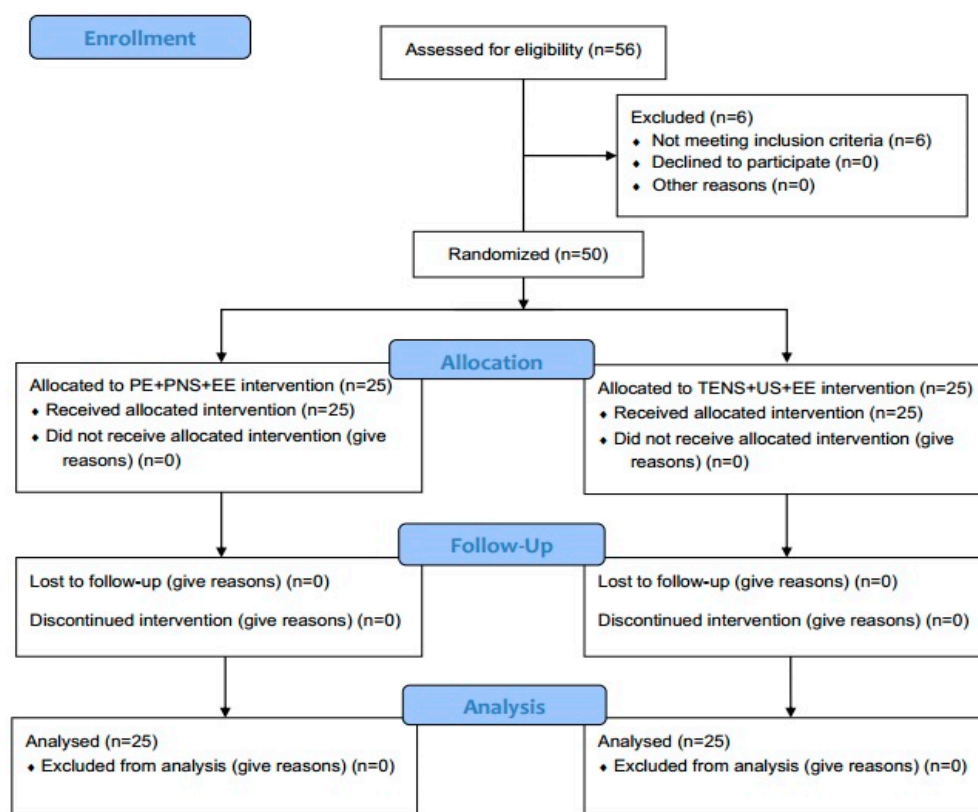 Enrollment
Assessed for eligibility (n=56)
Excluded (n=6)
⬧ Not meeting inclusion criteria (n=6)
⬧ Declined to participate (n=0)
⬧ Other reasons (n=0)
Randomized (n=50)
Allocation
Allocated to PE+PNS+EE intervention (n=25)
⬧ Received allocated intervention (n=25)
⬧ Did not receive allocated intervention (give
reasons) (n=0)
Allocated to TENS+US+EE intervention (n=25)
⬧ Received allocated intervention (n=25)
⬧ Did not receive allocated intervention (give
reasons) (n=0)
Follow-Up
Lost to follow-up (give reasons) (n=0)
Discontinued intervention (give reasons) (n=0)
Lost to follow-up (give reasons) (n=0)
Discontinued intervention (give reasons) (n=0)
Analysis
Analysed (n=25)
⬧ Excluded from analysis (give reasons) (n=0)
Analysed (n=25)
⬧ Excluded from analysis (give reasons) (n=0)